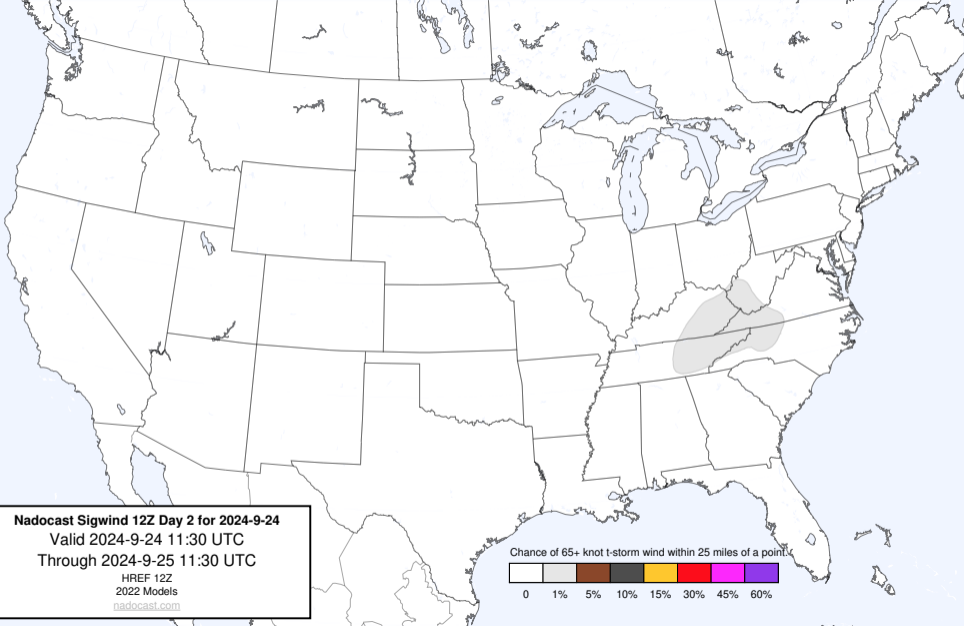 Nadocast Sigwind 12Z Day 2 for 2024-9-24
Valid 2024-9-24 11:30 UTC
Through 2024-9-25 11:30 UTC
HREF 12Z
2022 Models
nadocast.com
Chance of 65+ knot t-storm wind within 25 miles of a point.
0 1% 5% 10% 15% 30% 45% 60%